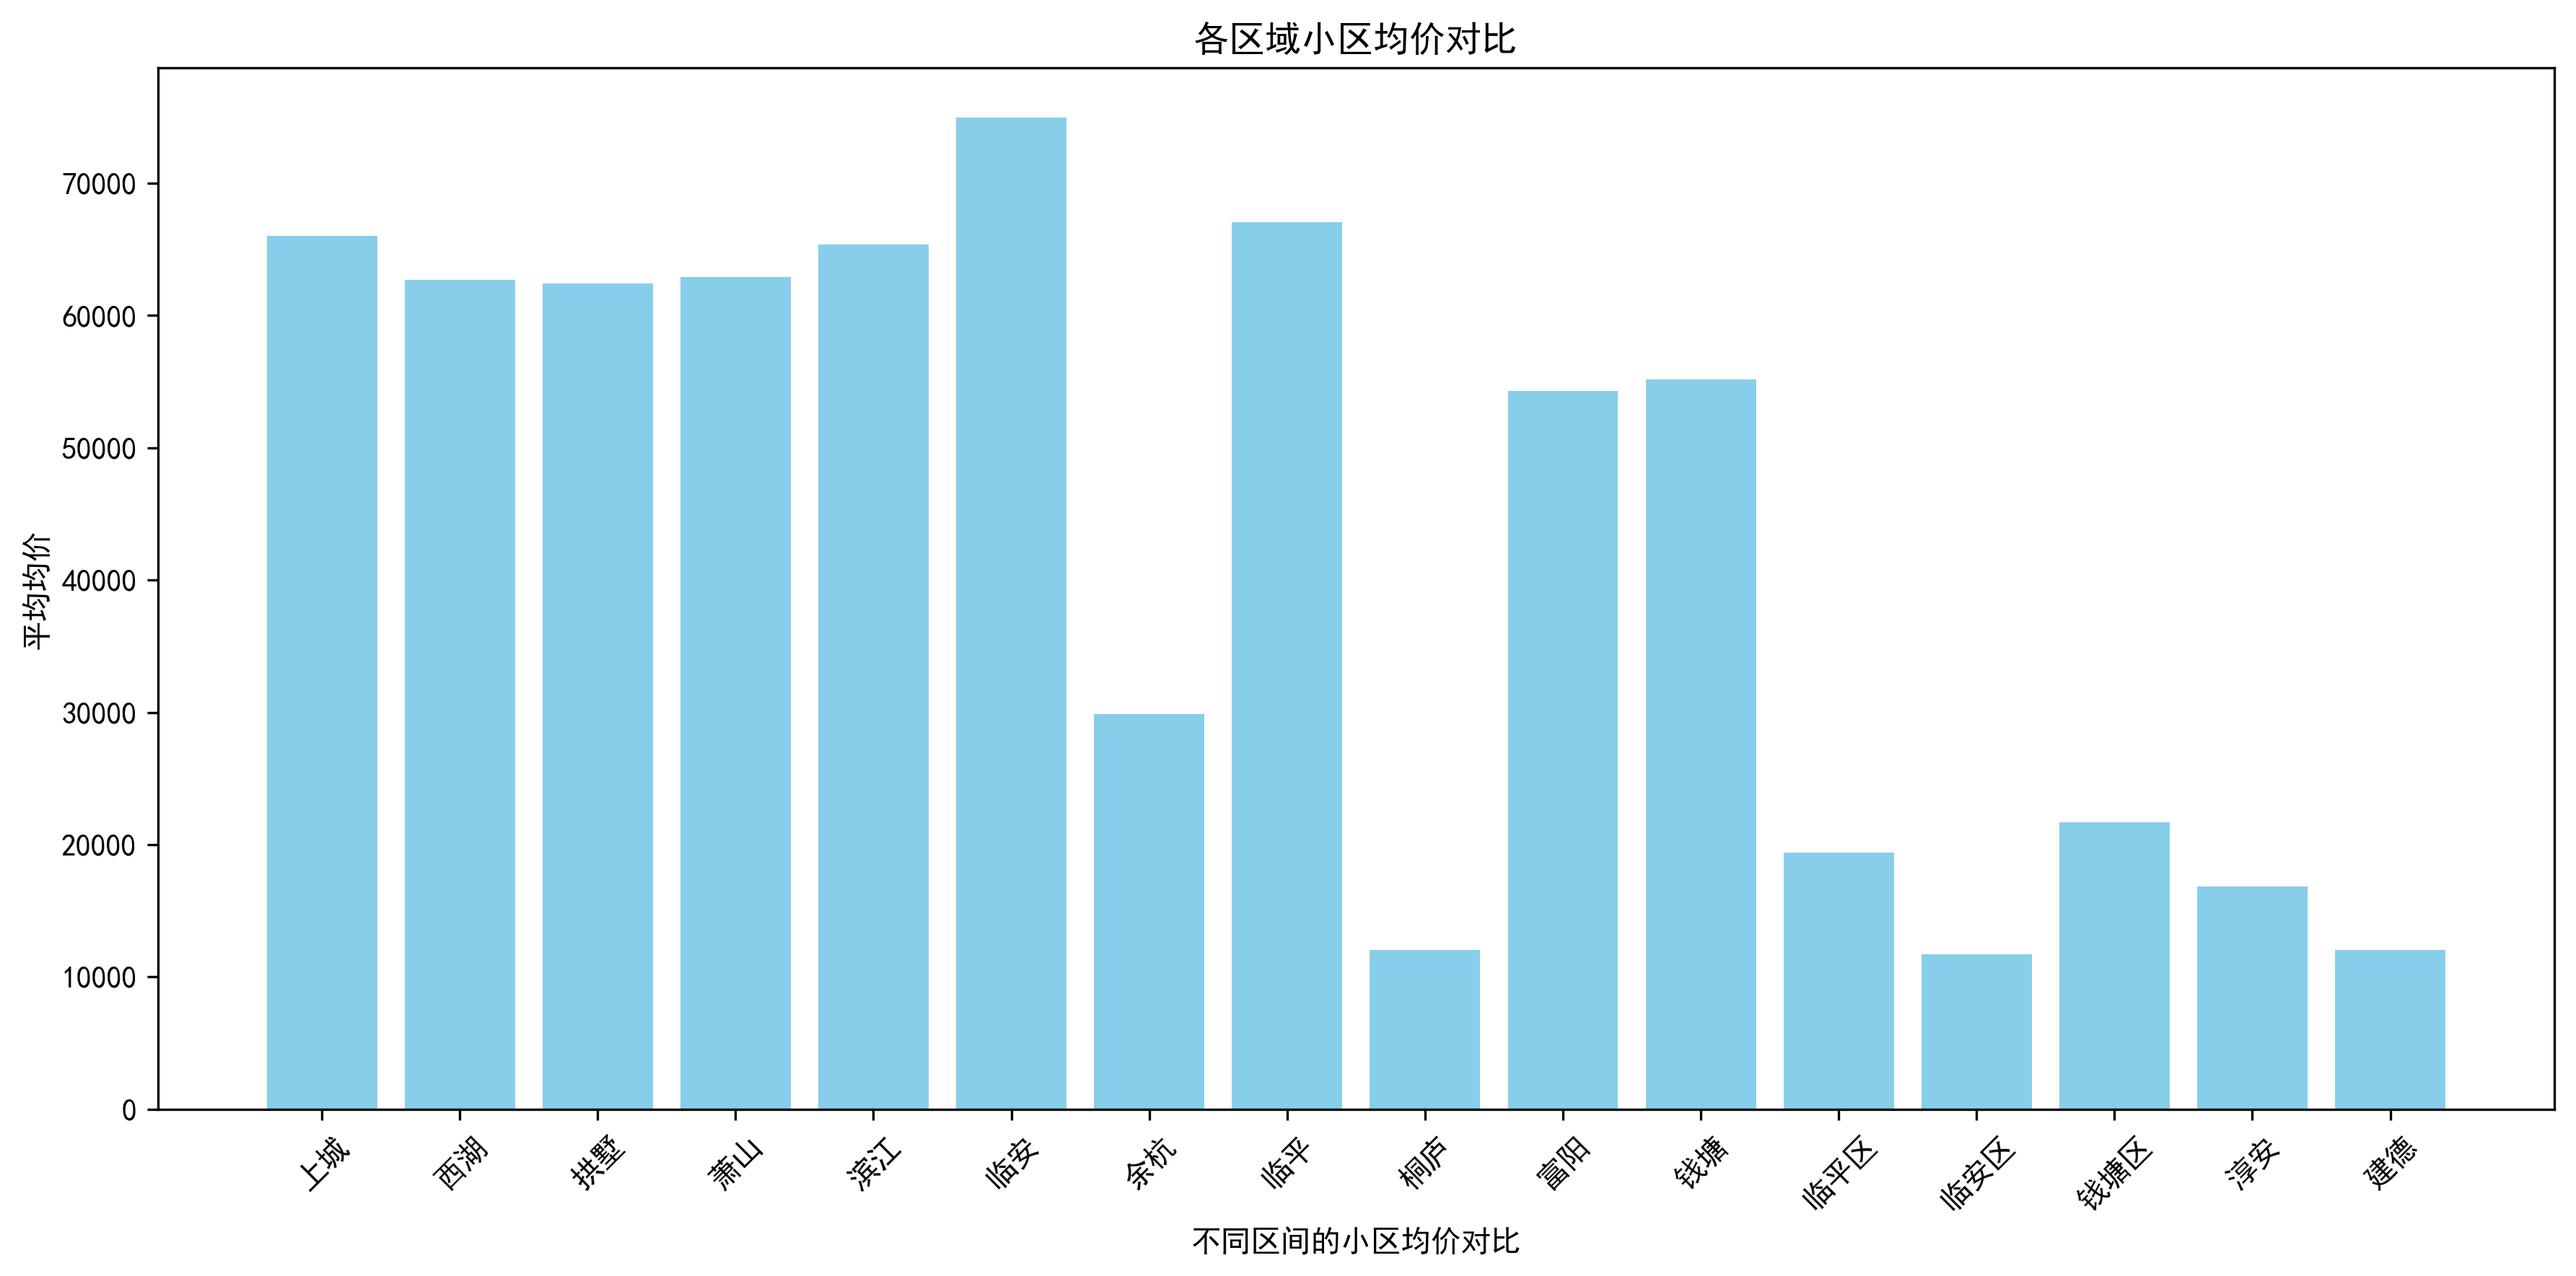 各区域小区均价对比
平均均价
70000
60000
50000
40000
30000
20000
10000
0
上城
西湖
拱墅
萧山
滨江
临安
余杭
临平
桐庐
富阳
钱塘
临平区
临安区
钱塘区
淳安
建德
不同区间的小区均价对比